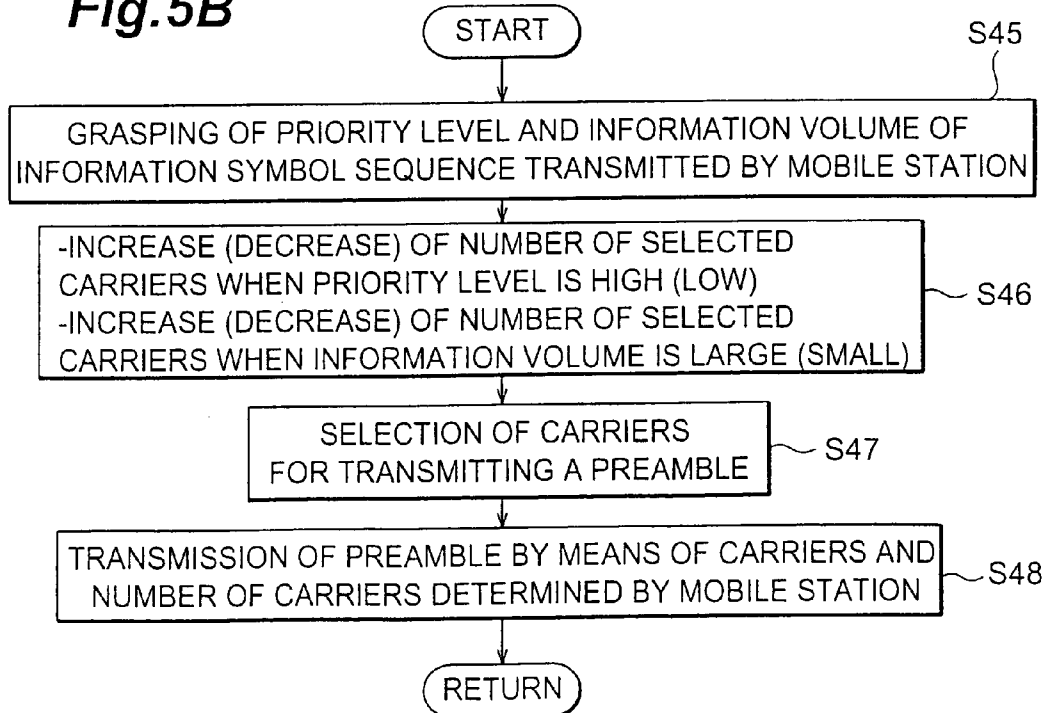 Fig.5B
START
S45
GRASPING OF PRIORITY LEVEL AND INFORMATION VOLUME OF
INFORMATION SYMBOL SEQUENCE TRANSMITTED BY MOBILE STATION
-INCREASE (DECREASE) OF NUMBER OF SELECTED
CARRIERS WHEN PRIORITY LEVEL IS HIGH (LOW)
-INCREASE (DECREASE) OF NUMBER OF SELECTED
CARRIERS WHEN INFORMATION VOLUME IS LARGE (SMALL)
S46
SELECTION OF CARRIERS
FOR TRANSMITTING A PREAMBLE
S47
TRANSMISSION OF PREAMBLE BY MEANS OF CARRIERS AND
NUMBER OF CARRIERS DETERMINED BY MOBILE STATION
S48
RETURN